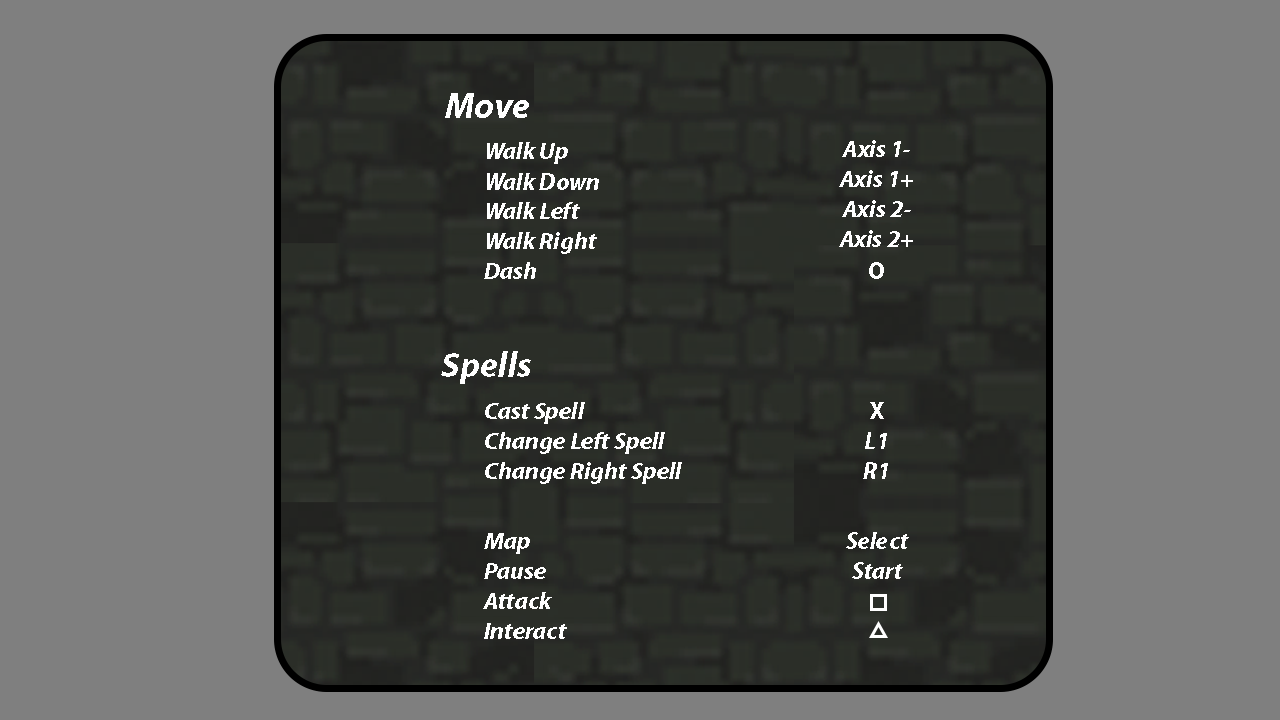 Move
Walk Up Axis 1-
Walk Down Axis 1+
Walk Left Axis 2-
Walk Right Axis 2+
Dash O
Spells
Cast Spell X
Change Left Spell L1
Change Right Spell R1
Map Select
Pause Start
Attack □
Interact △